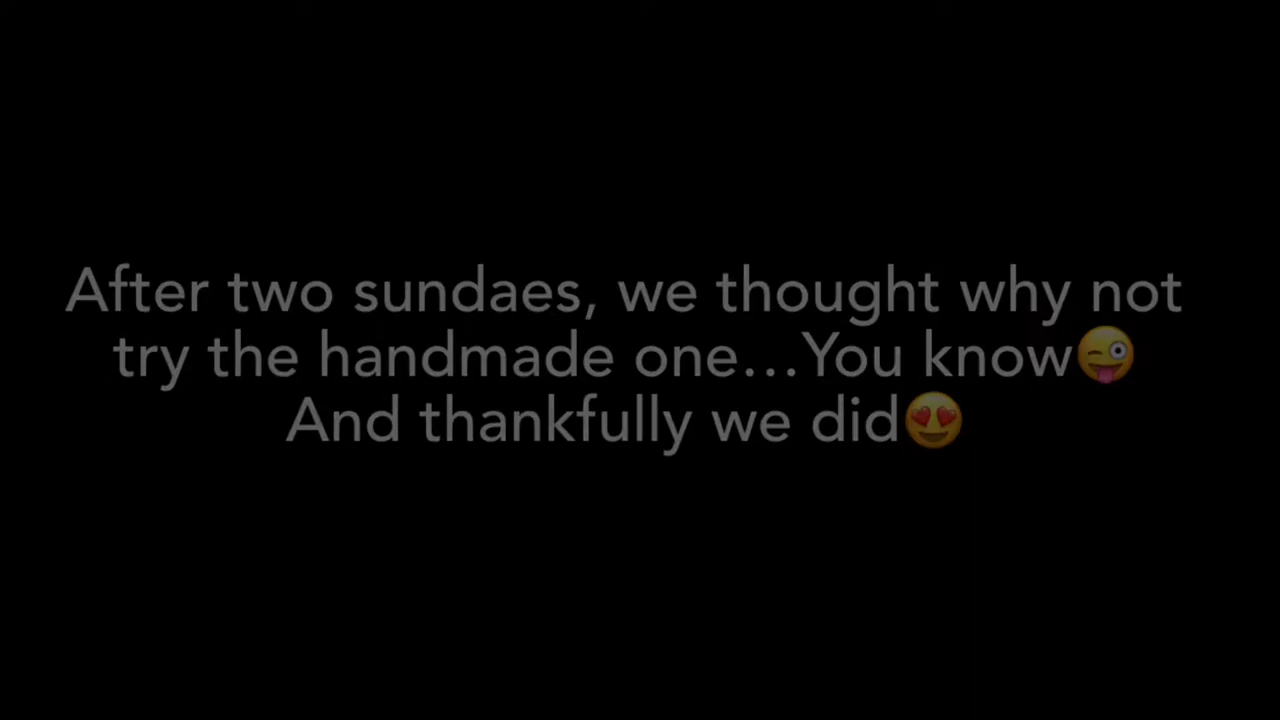 After two sundaes, we thought why not
try the handmade one...You know😜
And thankfully we did😍